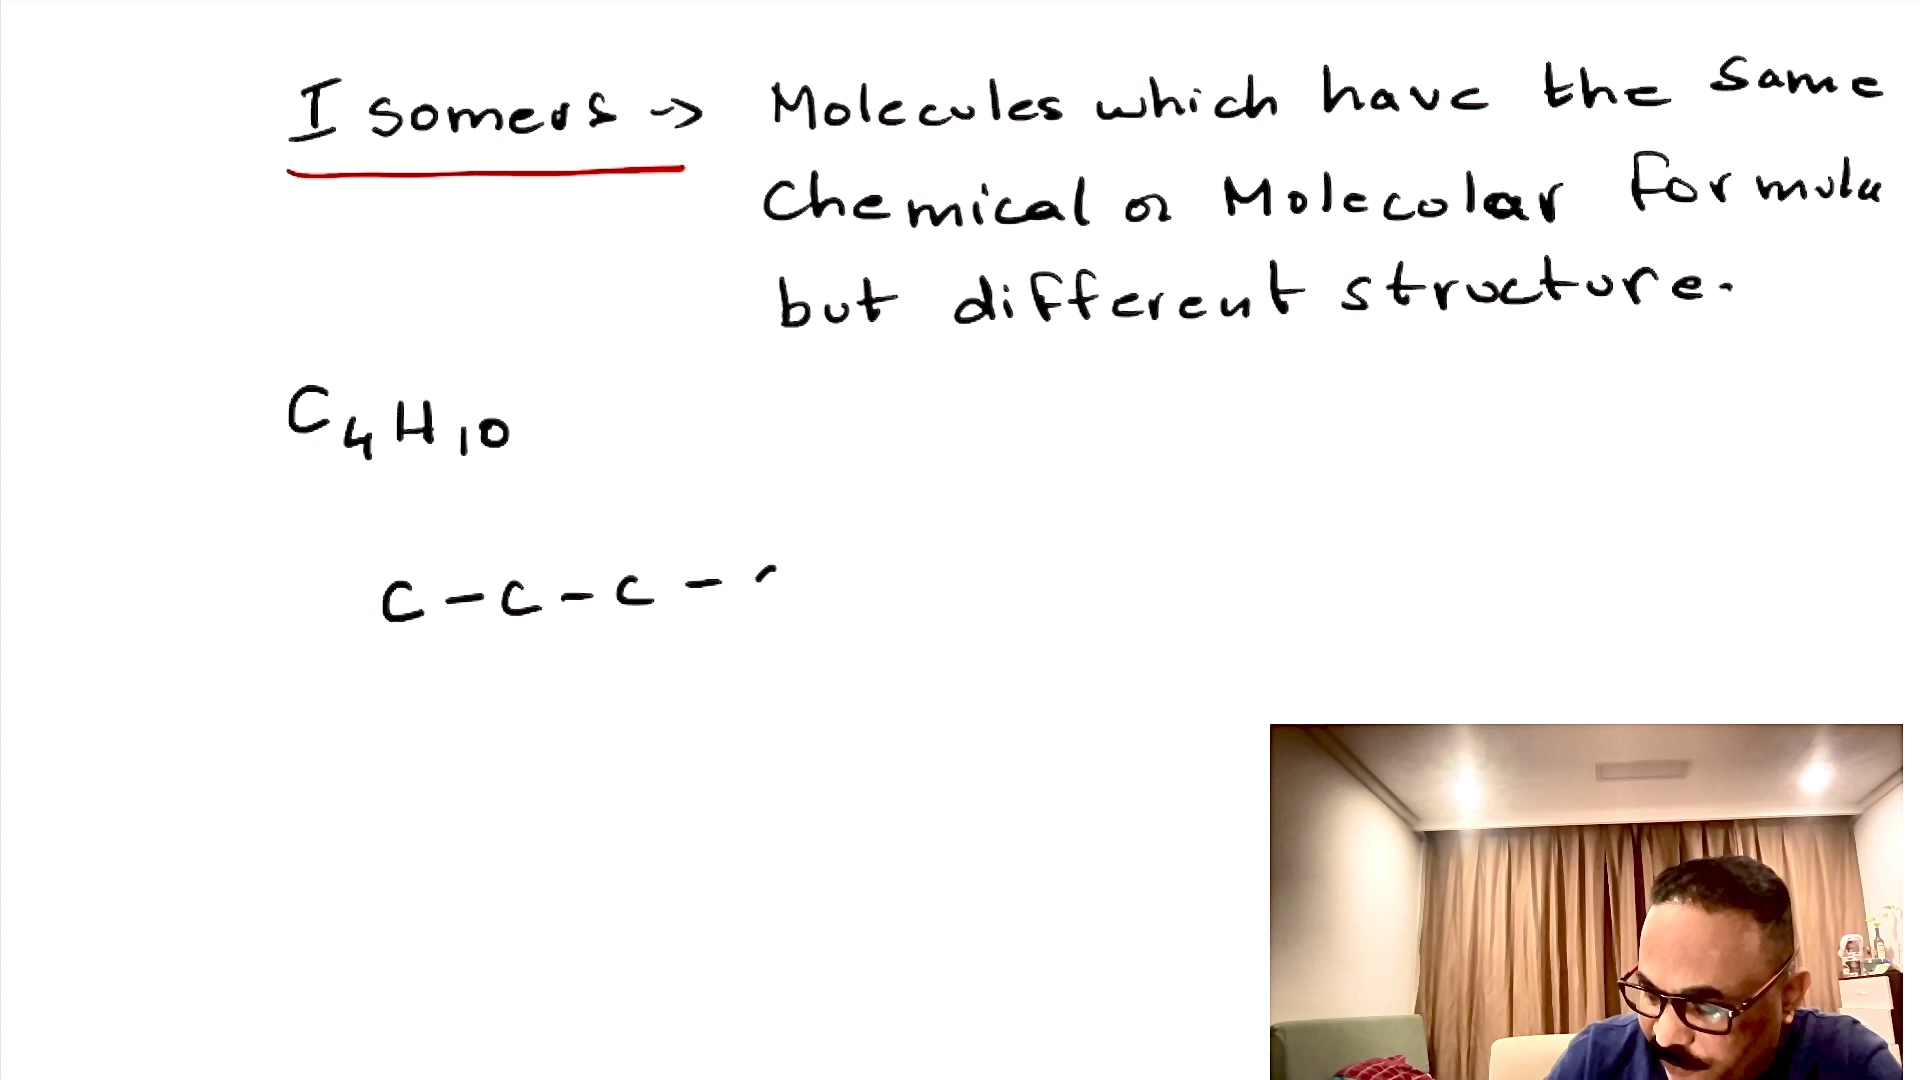 Isomers → Molecules which have the same
Chemical or Molecolar Formula
but different structure.
C₄H₁₀
C – C – C –